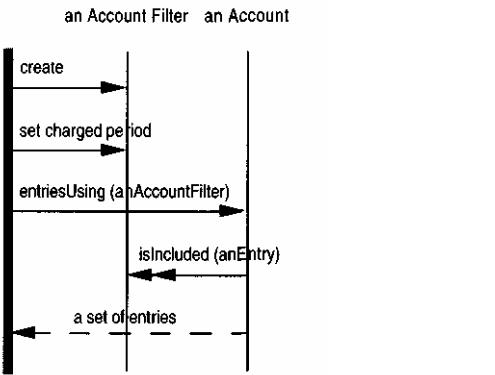 an Account Filter an Account
create
set charged period
entriesUsing (anAccountFilter)
isIncluded (anEntry)
a set of entries